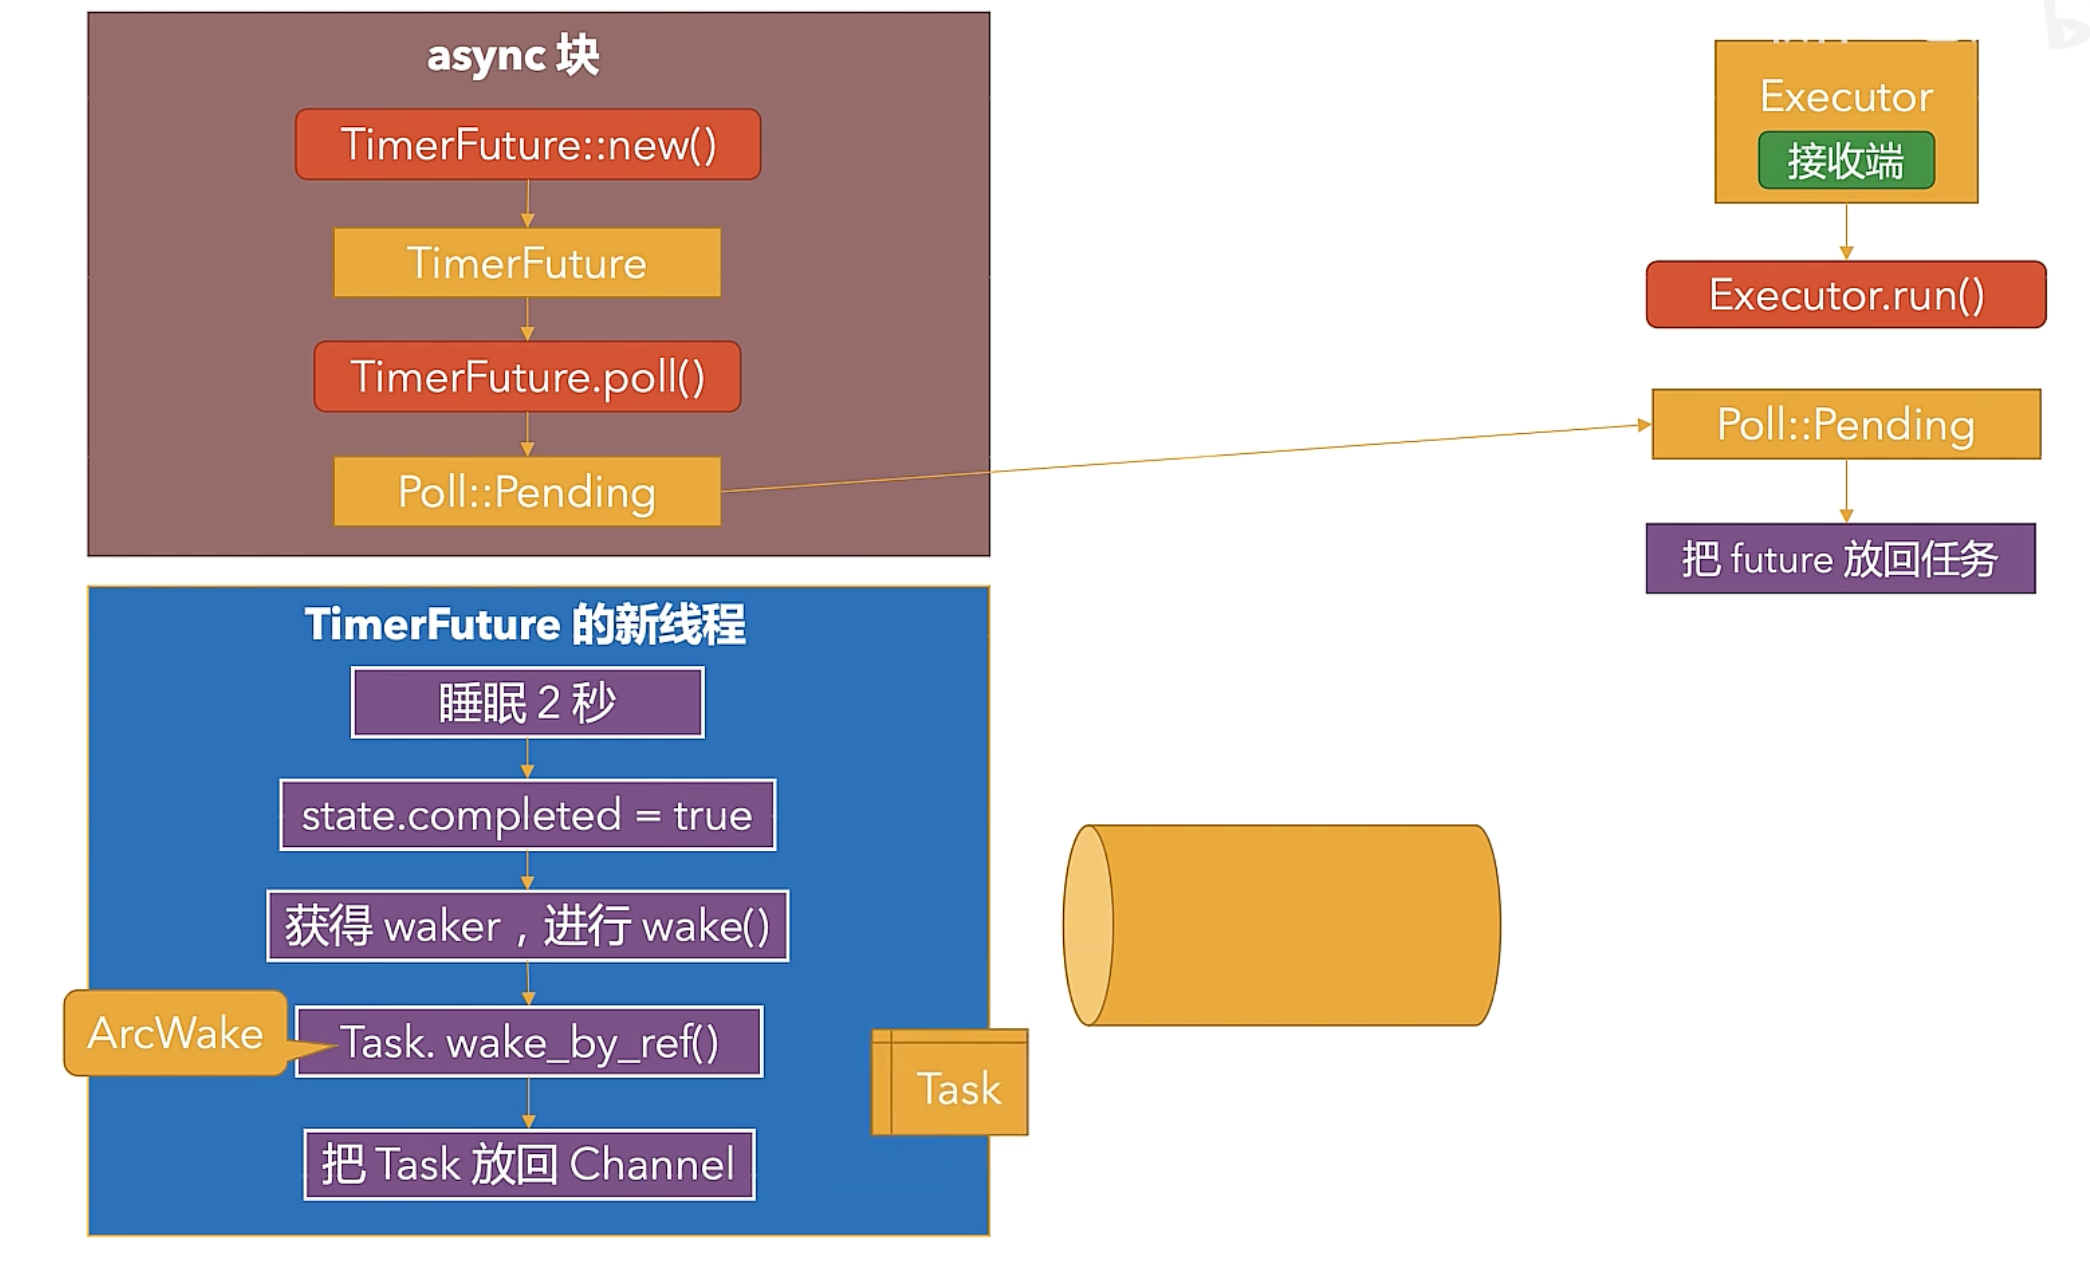 async 块
TimerFuture::new()
TimerFuture
TimerFuture.poll()
Poll::Pending
TimerFuture 的新线程
睡眠 2 秒
state.completed = true
获得 waker，进行 wake()
ArcWake
Task. wake_by_ref()
把 Task 放回 Channel
Task
Executor
接收端
Executor.run()
Poll::Pending
把 future 放回任务